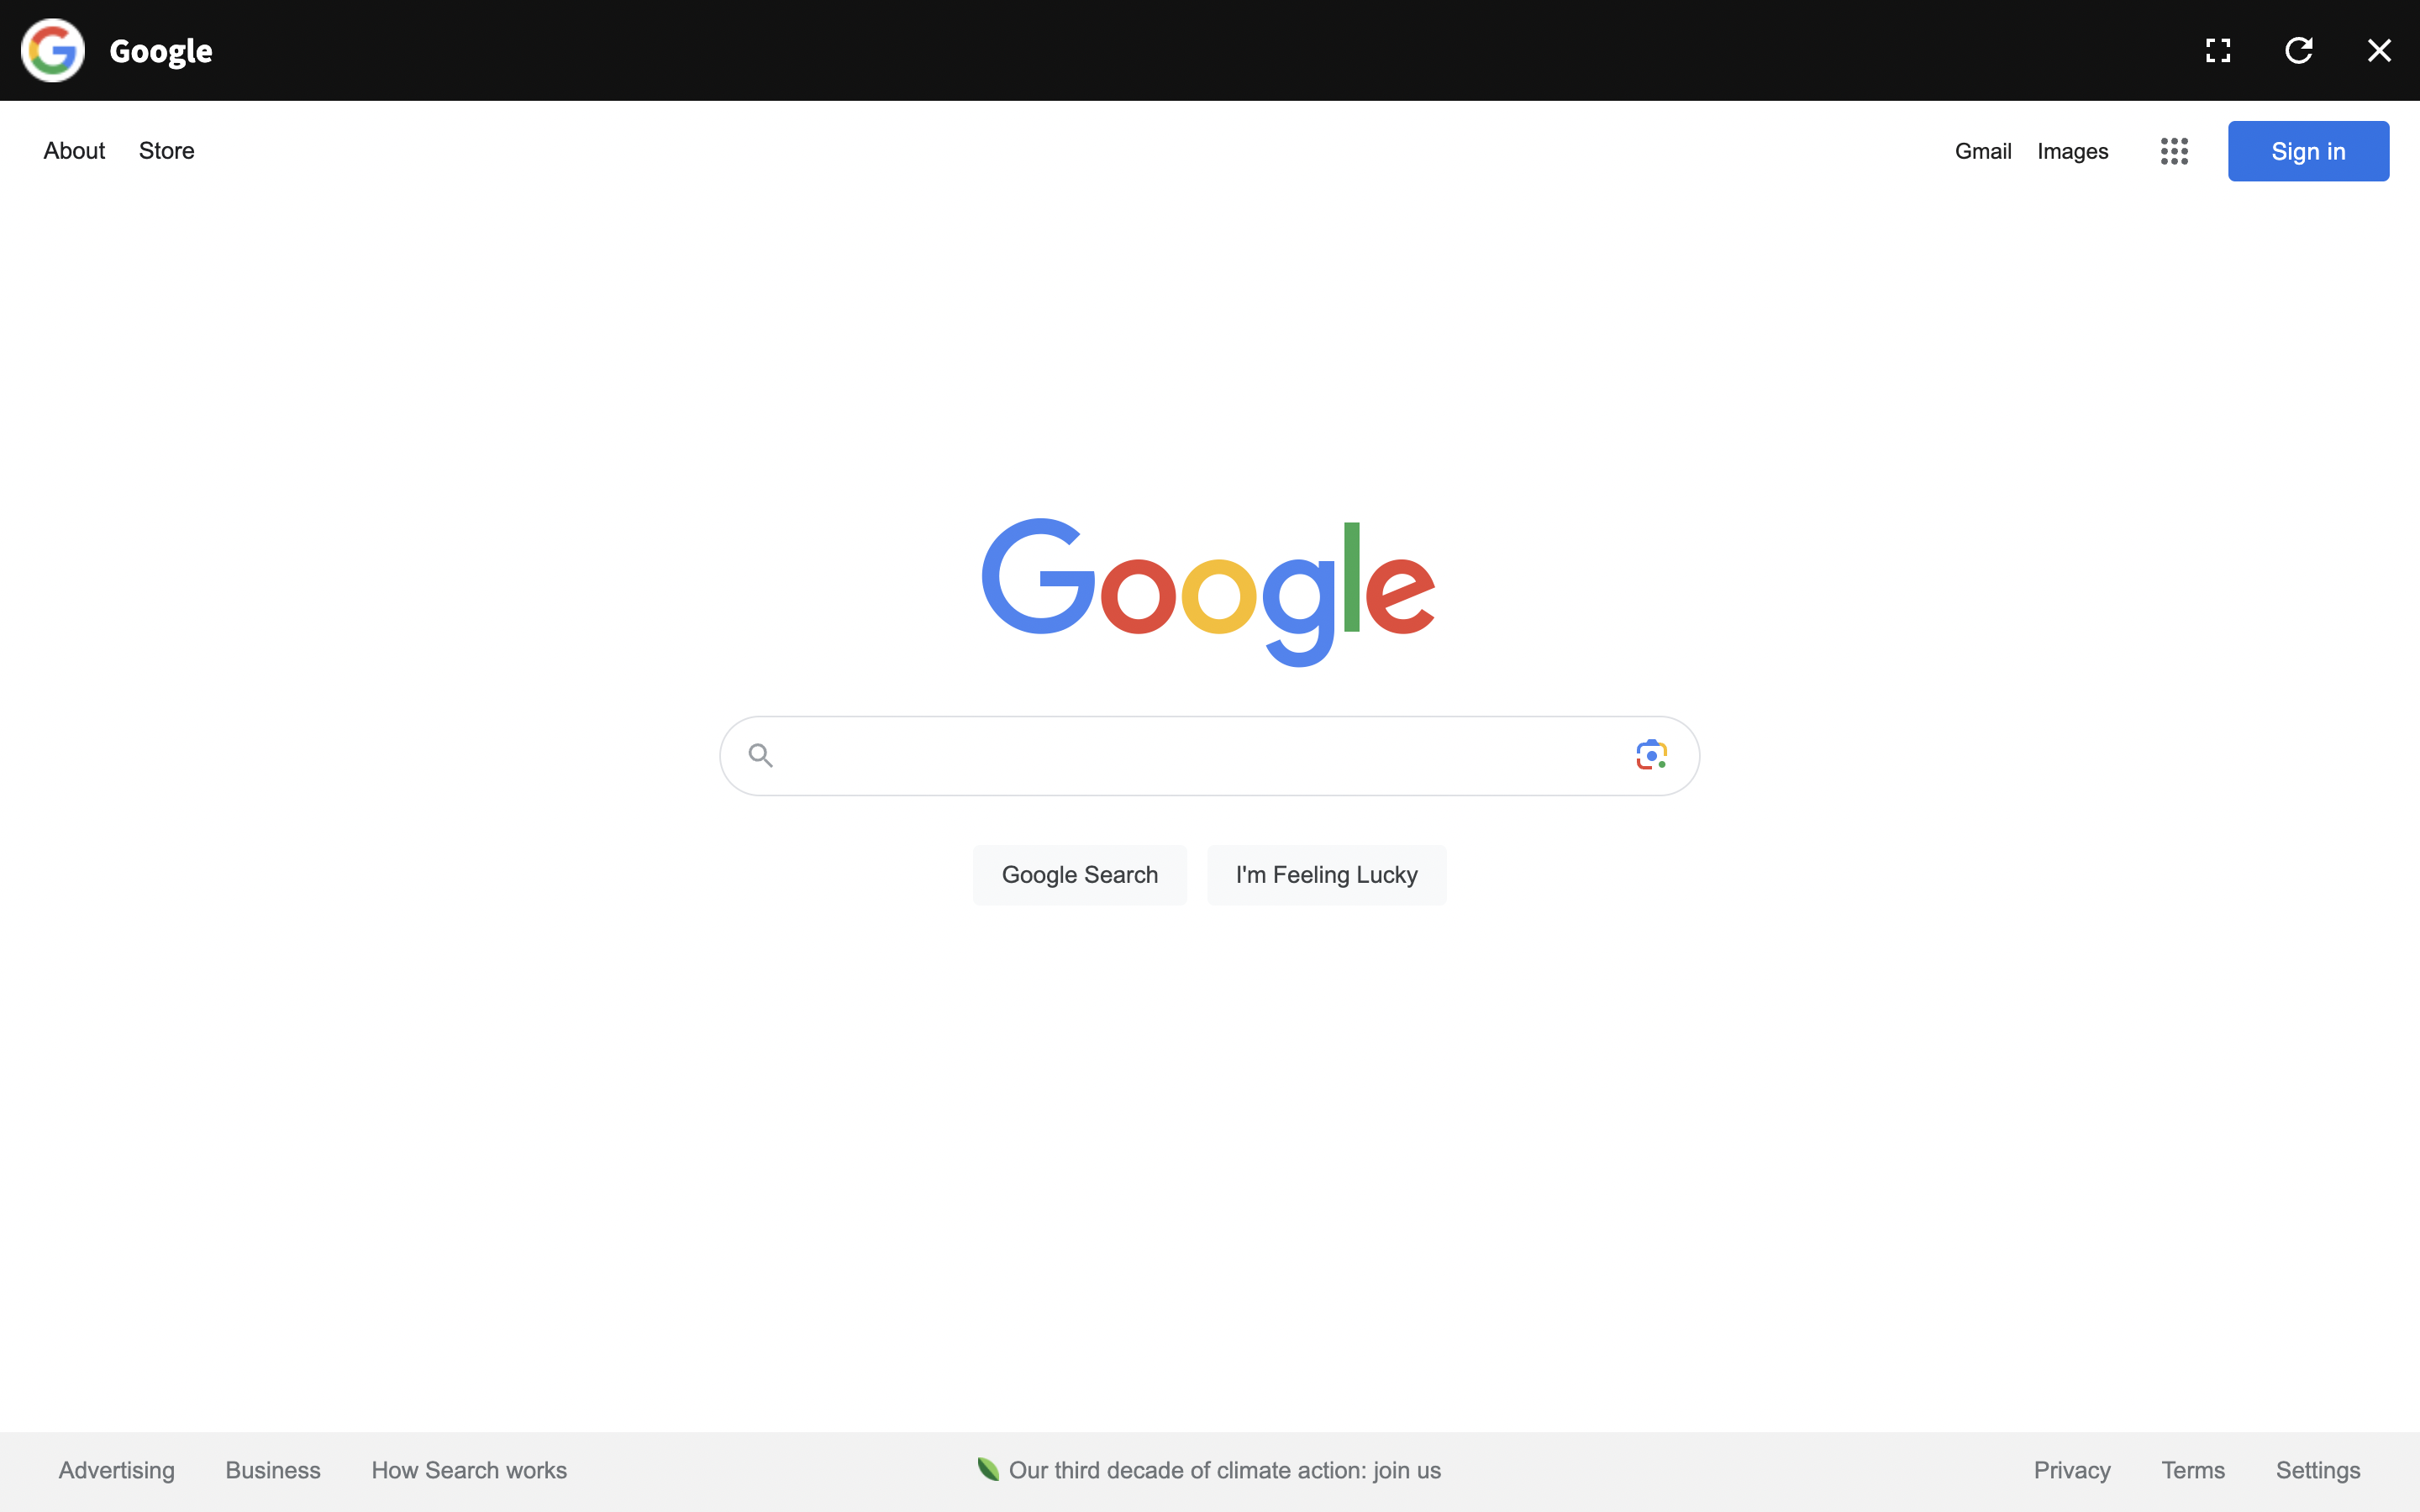 Google
About Store Gmail Images Sign in
Google
Google Search I'm Feeling Lucky
Advertising Business How Search works Our third decade of climate action: join us Privacy Terms Settings